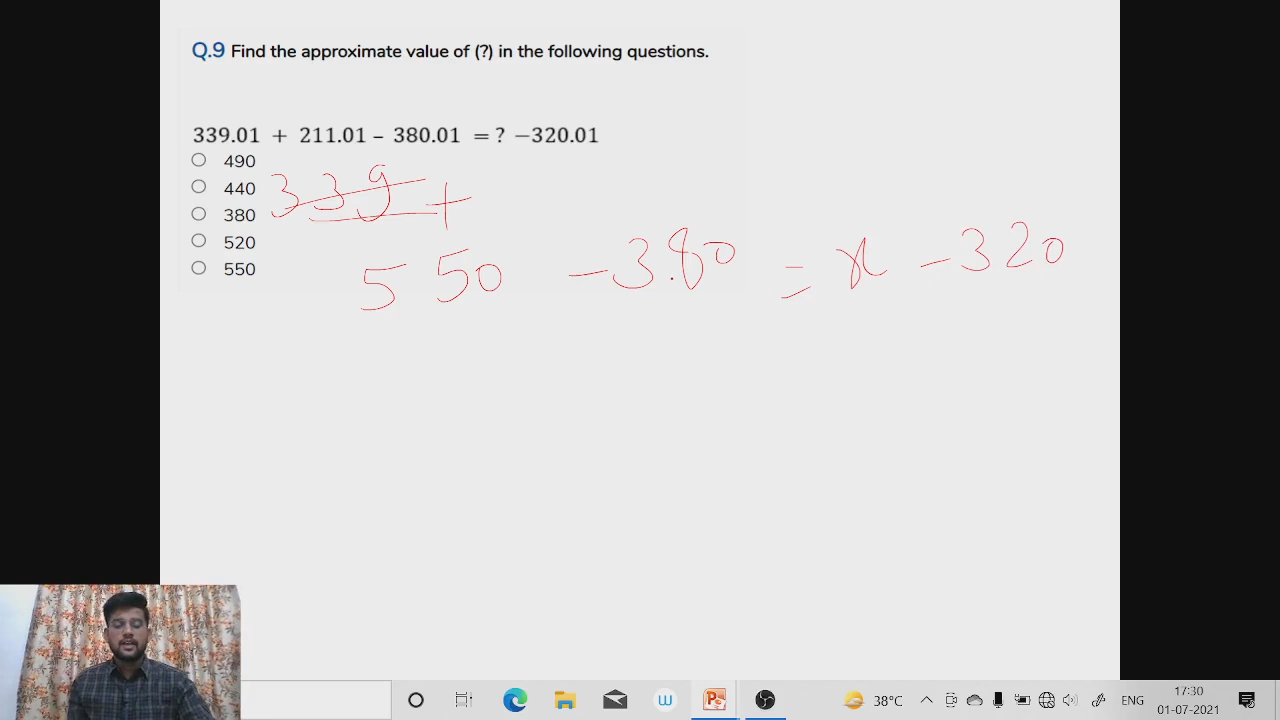 Q.9 Find the approximate value of (?) in the following questions.
339.01 + 211.01 – 380.01 = ? −320.01
490
440
380
520
550
339 +
550 - 380 = x - 320
38°C
ENG
17:30
01-07-2021